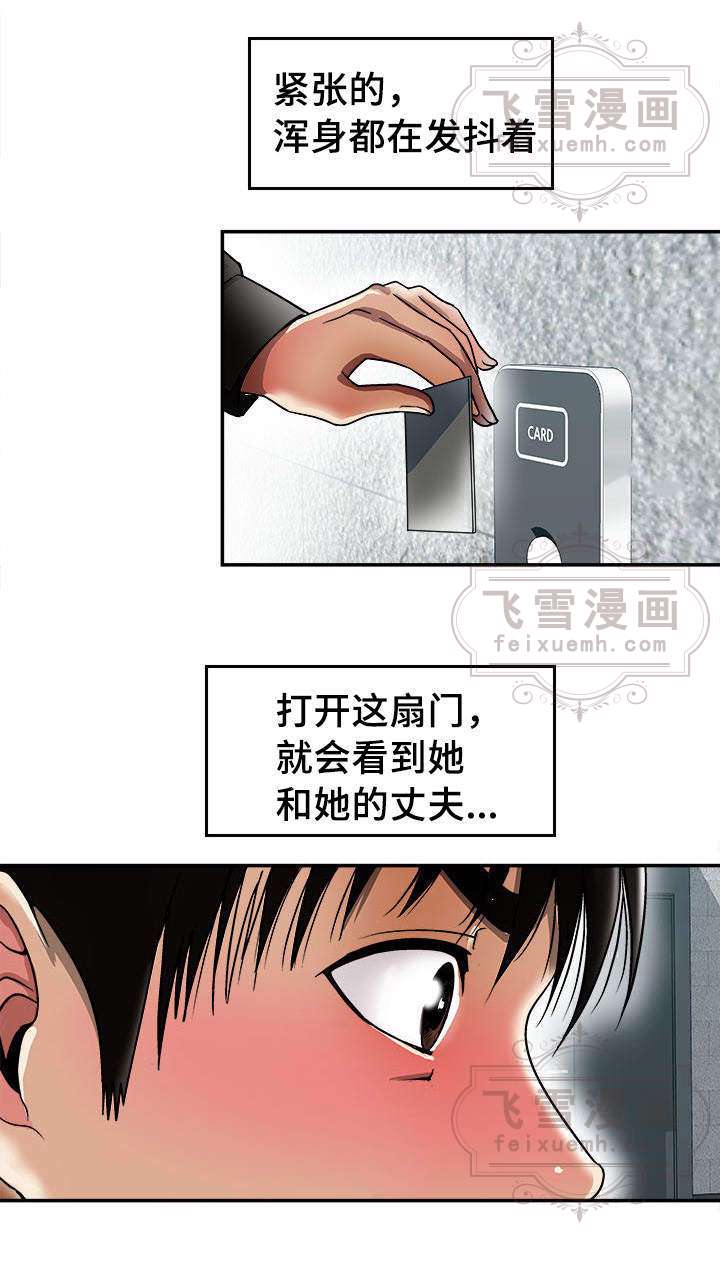 紧张的，
浑身都在发抖着
飞雪漫画
feixuemh.com
CARD
飞雪漫画
feixuemh.com
打开这扇门，
就会看到她
和她的丈夫...
飞雪漫画
feixuemh.com